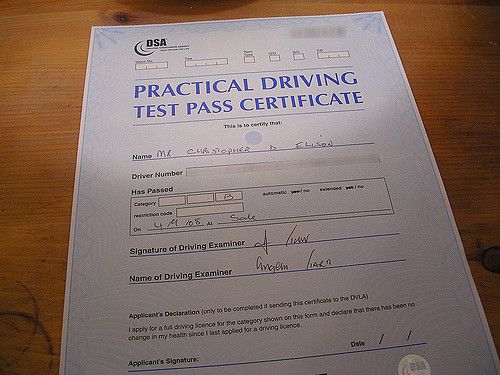 DSA
PRACTICAL DRIVING
TEST PASS CERTIFICATE
This is to certify that:
Name MR CHRISTOPHER D. ELLISON
Driver Number
Has Passed
Category B automatic yes / no extended yes / no
restriction code
On 4/9/08 At Sale
Signature of Driving Examiner
Name of Driving Examiner
Applicant's Declaration (only to be completed if sending this certificate to the DVLA)
I apply for a full driving licence for the category shown on this form and declare that there has been no
change in my health since I last applied for a driving licence.
Applicant's Signature: Date / /